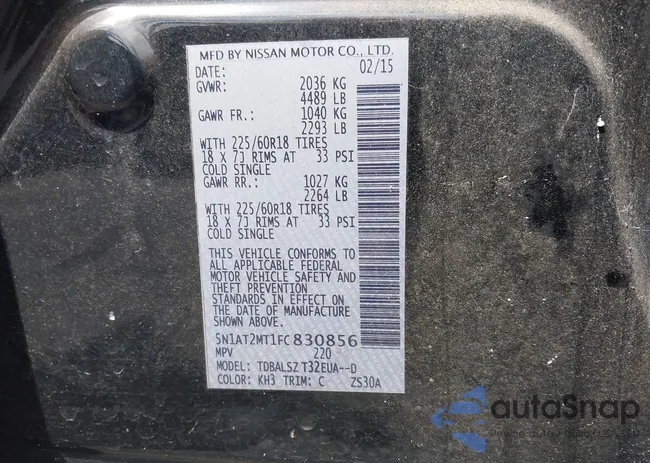 MFD BY NISSAN MOTOR CO., LTD.
DATE: 02/15
GVWR: 2036 KG
4489 LB
GAWR FR.: 1040 KG
2293 LB
WITH 225/60R18 TIRES
18 X 7J RIMS AT 33 PSI
COLD SINGLE
GAWR RR.: 1027 KG
2264 LB
WITH 225/60R18 TIRES
18 X 7J RIMS AT 33 PSI
COLD SINGLE
THIS VEHICLE CONFORMS TO
ALL APPLICABLE FEDERAL
MOTOR VEHICLE SAFETY AND
THEFT PREVENTION
STANDARDS IN EFFECT ON
THE DATE OF MANUFACTURE
SHOWN ABOVE.
5N1AT2MT1FC830856
MPV 220
MODEL: TDBALSZ T32EUA--D
COLOR: KH3 TRIM: C ZS30A
autoSnap